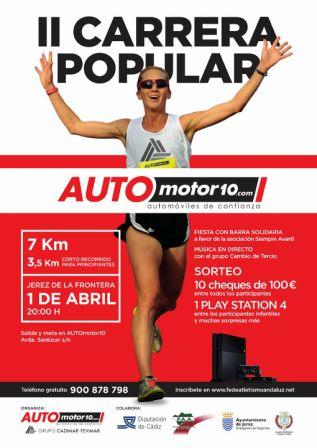 II CARRERA
POPULAR
AUTOmotor10.com
automóviles de confianza
7 Km
3,5 Km CORTO RECORRIDO
PARA PRINCIPIANTES
JEREZ DE LA FRONTERA
1 DE ABRIL
20:00 H
Salida y meta en AUTOmotor10
Avda. Sanlúcar s/n
FIESTA CON BARRA SOLIDARIA
a favor de la asociación Siempre Avanti
MÚSICA EN DIRECTO
con el grupo Cambio de Tercio
SORTEO
10 cheques de 100€
entre todos los participantes
1 PLAY STATION 4
entre los participantes infantiles
y muchas sorpresas más
Teléfono gratuito 900 878 798
Inscríbete en www.fedeatletismoandaluz.net
ORGANIZA:
AUTOmotor10.com
GRUPO CADIMAR-TEVIMAR
COLABORA:
Diputación
de Cádiz
F.A.A.
Ayuntamiento
de Jerez
Delegación de Deportes